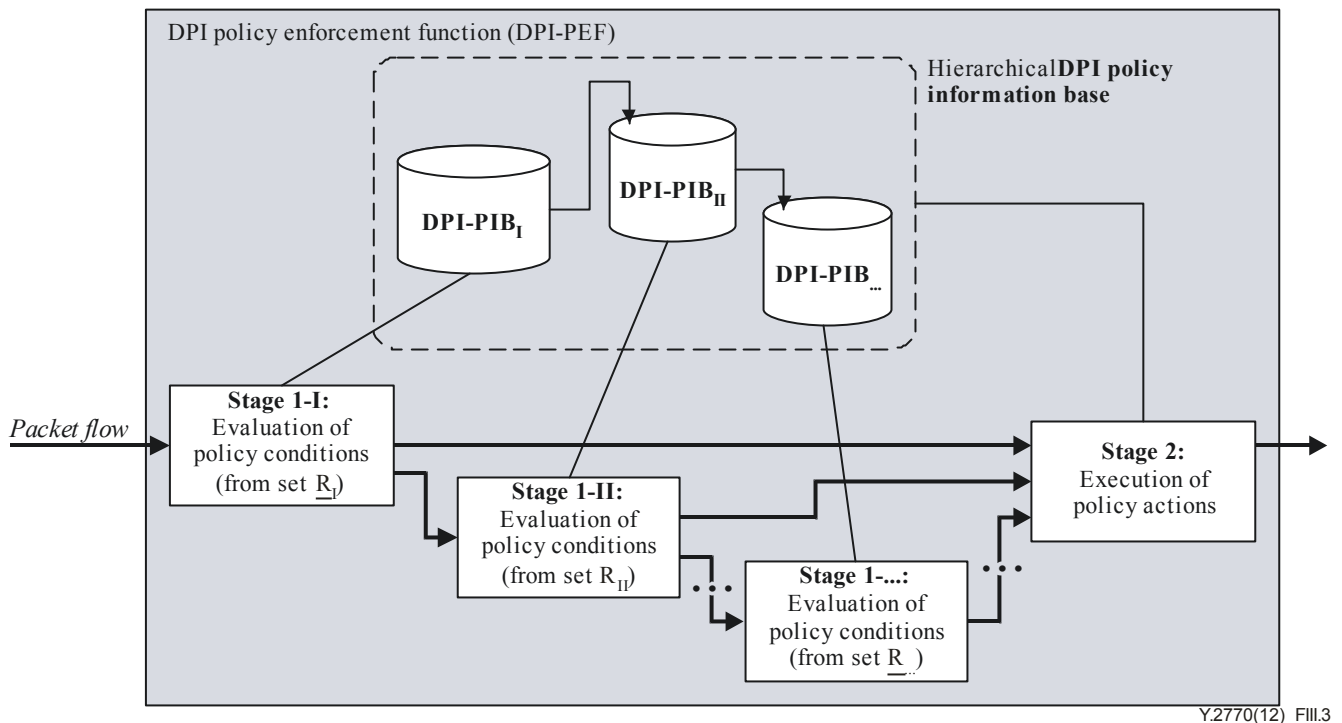 DPI policy enforcement function (DPI-PEF)
HierarchicalDPI policy
information base
DPI-PIB_I
DPI-PIB_II
DPI-PIB_...
Packet flow
Stage 1-I:
Evaluation of
policy conditions
(from set R_I)
Stage 1-II:
Evaluation of
policy conditions
(from set R_II)
Stage 1-...:
Evaluation of
policy conditions
(from set R_...)
Stage 2:
Execution of
policy actions
Y.2770(12)_FIII.3